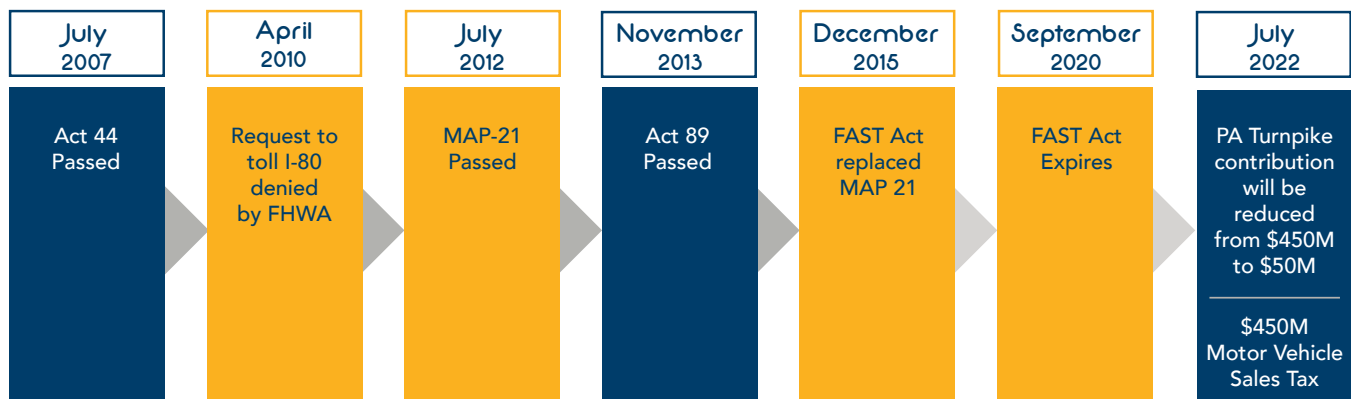 July
2007
April
2010
July
2012
November
2013
December
2015
September
2020
July
2022
Act 44
Passed
Request to
toll I-80
denied
by FHWA
MAP-21
Passed
Act 89
Passed
FAST Act
replaced
MAP 21
FAST Act
Expires
PA Turnpike
contribution
will be
reduced
from $450M
to $50M
$450M
Motor Vehicle
Sales Tax